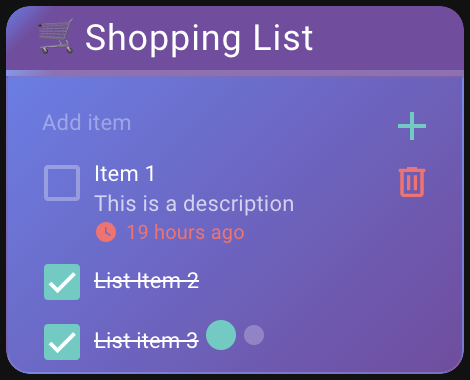 Shopping List
Add item
Item 1
This is a description
19 hours ago
List Item 2
List item 3